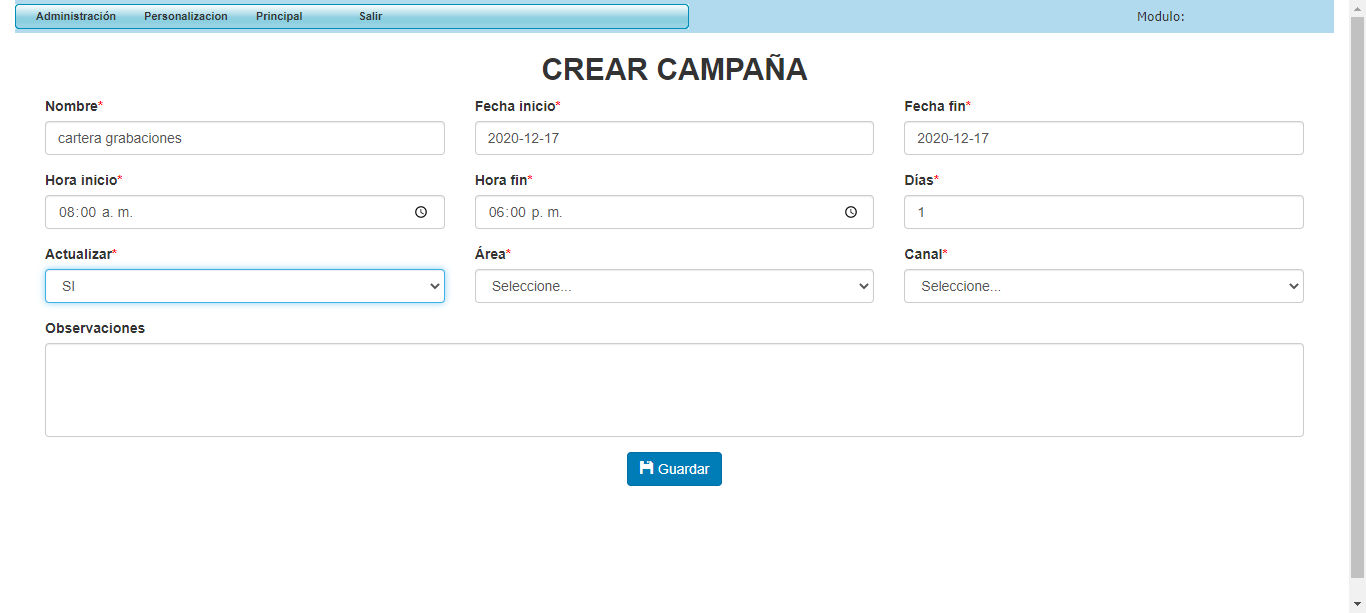 Administración Personalizacion Principal Salir Modulo:
CREAR CAMPAÑA
Nombre* Fecha inicio* Fecha fin*
cartera grabaciones 2020-12-17 2020-12-17
Hora inicio* Hora fin* Días*
08:00 a. m. 06:00 p. m. 1
Actualizar* Área* Canal*
SI Seleccione... Seleccione...
Observaciones
Guardar